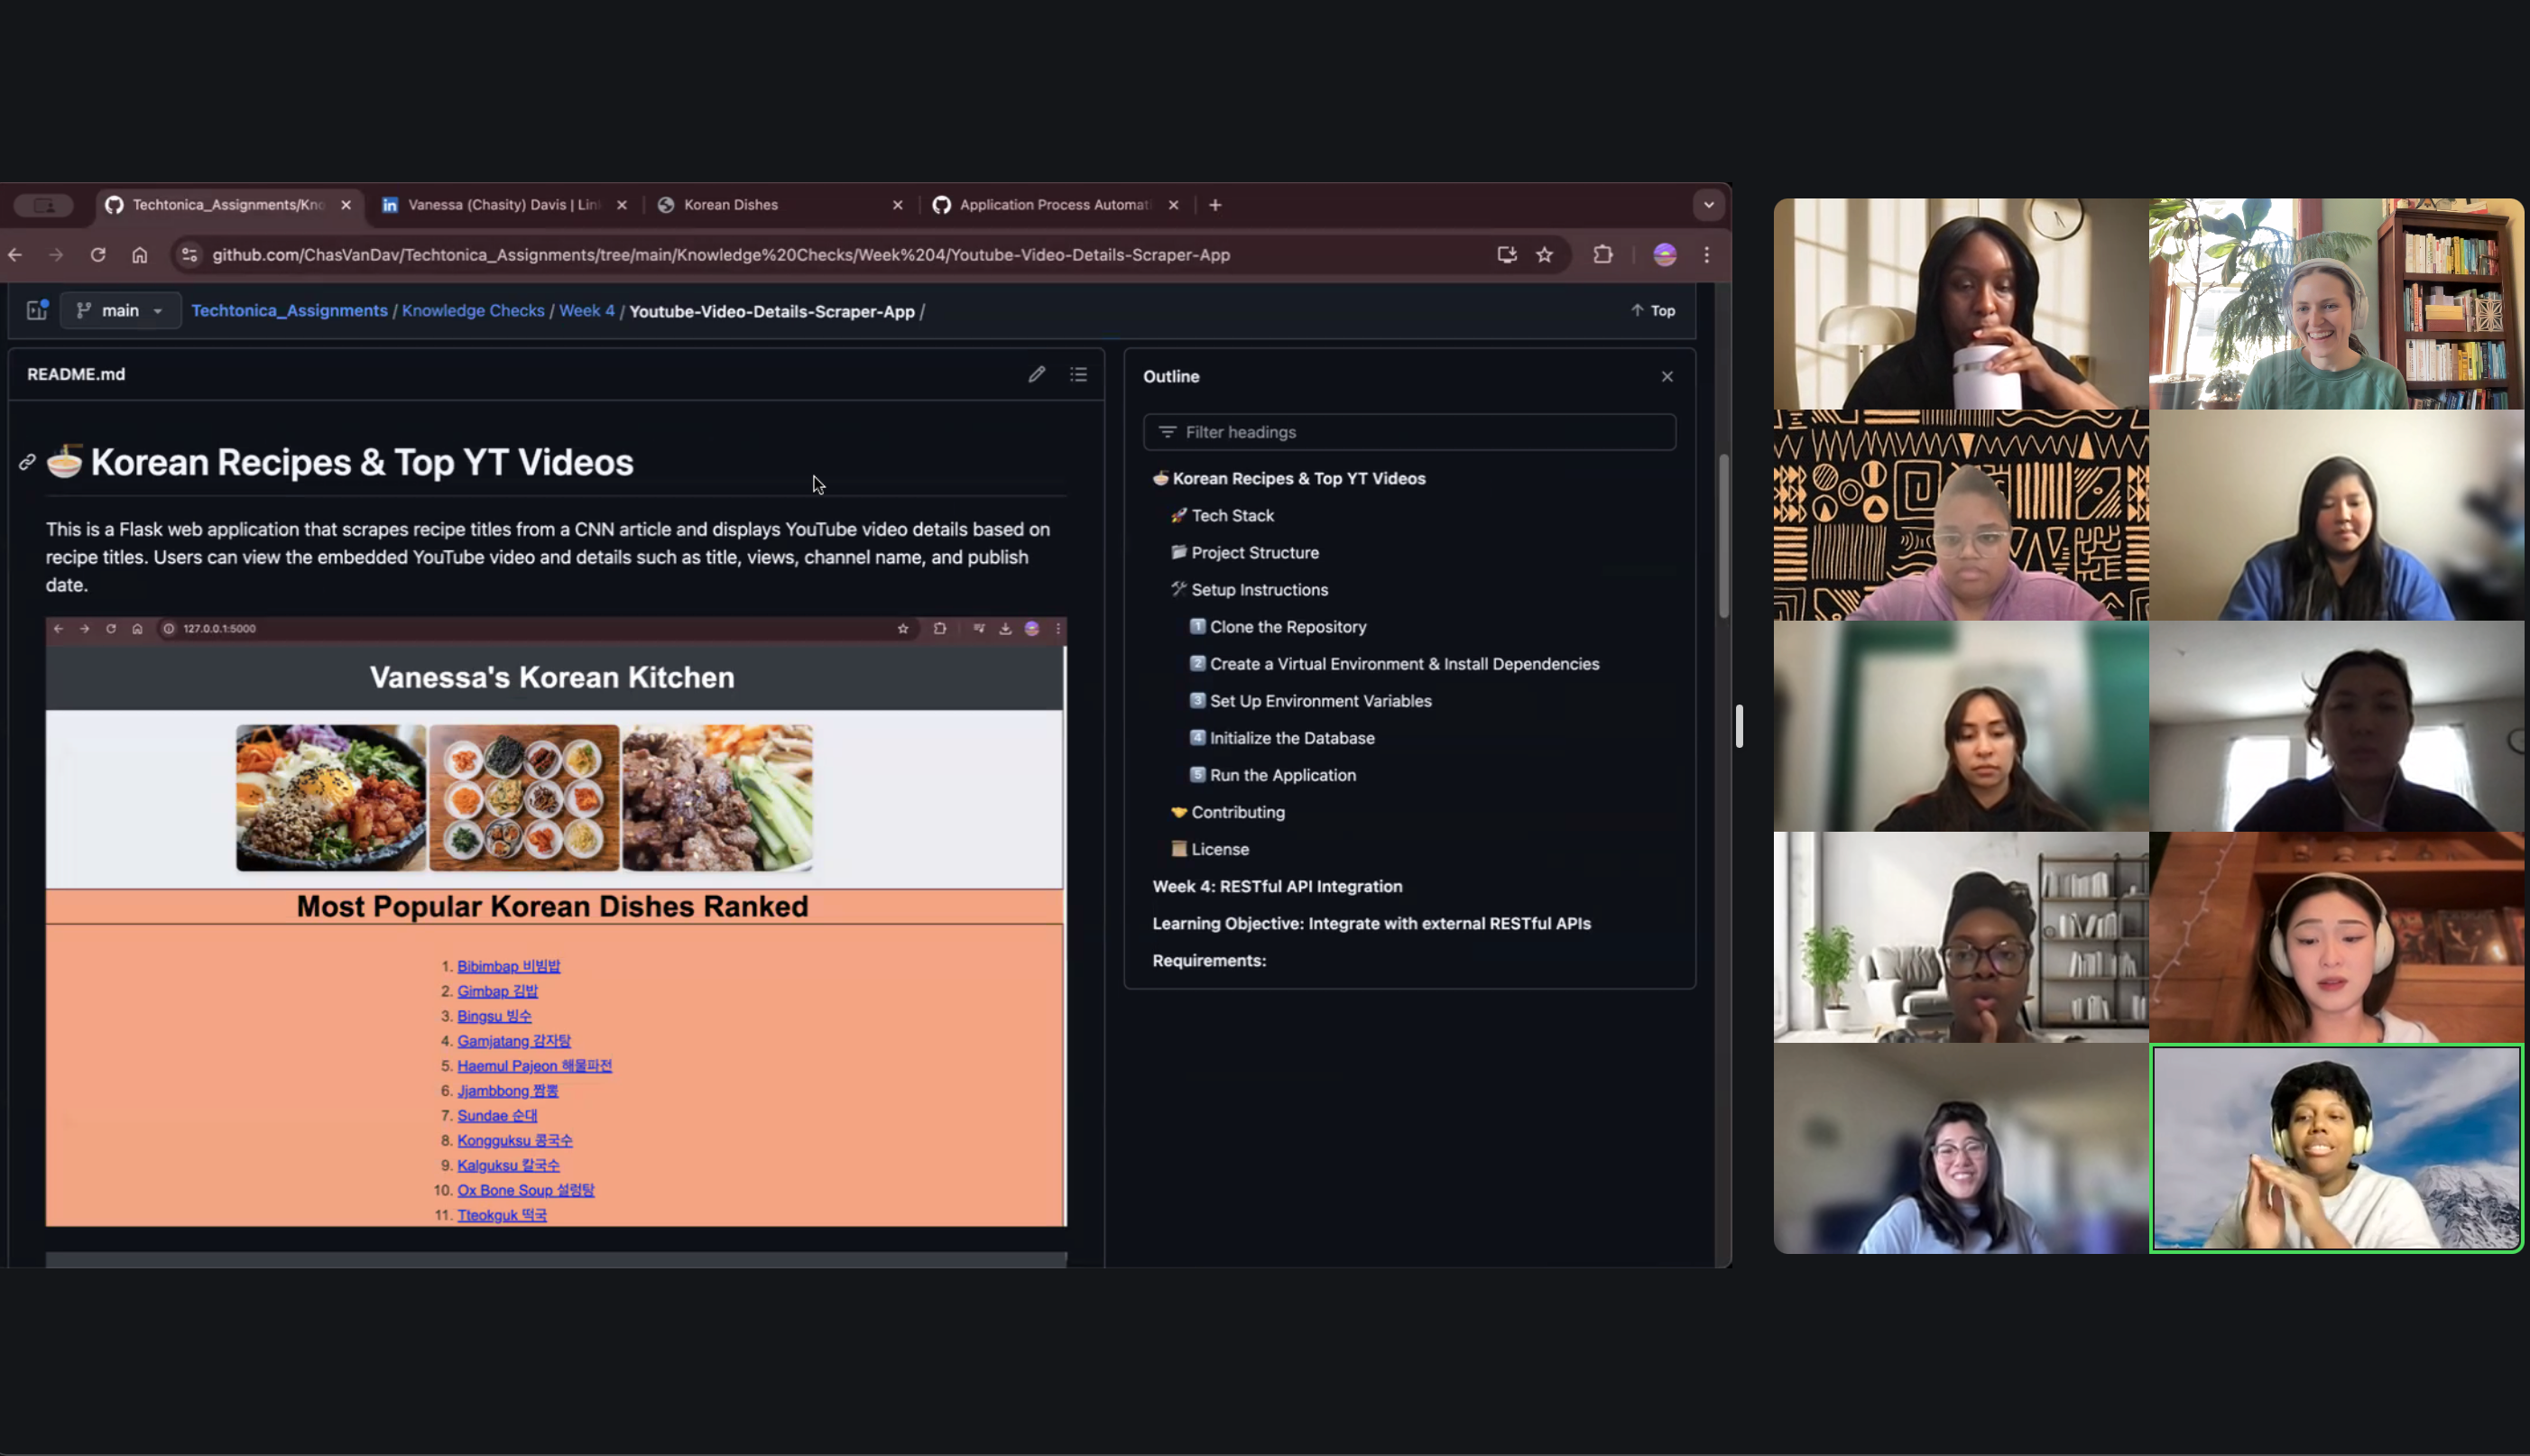 Techtonica_Assignments/Kno
Vanessa (Chasity) Davis | Lin
Korean Dishes
Application Process Automat
github.com/ChasVanDav/Techtonica_Assignments/tree/main/Knowledge%20Checks/Week%204/Youtube-Video-Details-Scraper-App
main
Techtonica_Assignments / Knowledge Checks / Week 4 / Youtube-Video-Details-Scraper-App /
Top
README.md
Korean Recipes & Top YT Videos
This is a Flask web application that scrapes recipe titles from a CNN article and displays YouTube video details based on
recipe titles. Users can view the embedded YouTube video and details such as title, views, channel name, and publish
date.
127.0.0.1:5000
Vanessa's Korean Kitchen
Most Popular Korean Dishes Ranked
1. Bibimbap 비빔밥
2. Gimbap 김밥
3. Bingsu 빙수
4. Gamjatang 감자탕
5. Haemul Pajeon 해물파전
6. Jjambbong 짬뽕
7. Sundae 순대
8. Kongguksu 콩국수
9. Kalguksu 칼국수
10. Ox Bone Soup 설렁탕
11. Tteokguk 떡국
Outline
Filter headings
Korean Recipes & Top YT Videos
Tech Stack
Project Structure
Setup Instructions
1 Clone the Repository
2 Create a Virtual Environment & Install Dependencies
3 Set Up Environment Variables
4 Initialize the Database
5 Run the Application
Contributing
License
Week 4: RESTful API Integration
Learning Objective: Integrate with external RESTful APIs
Requirements: